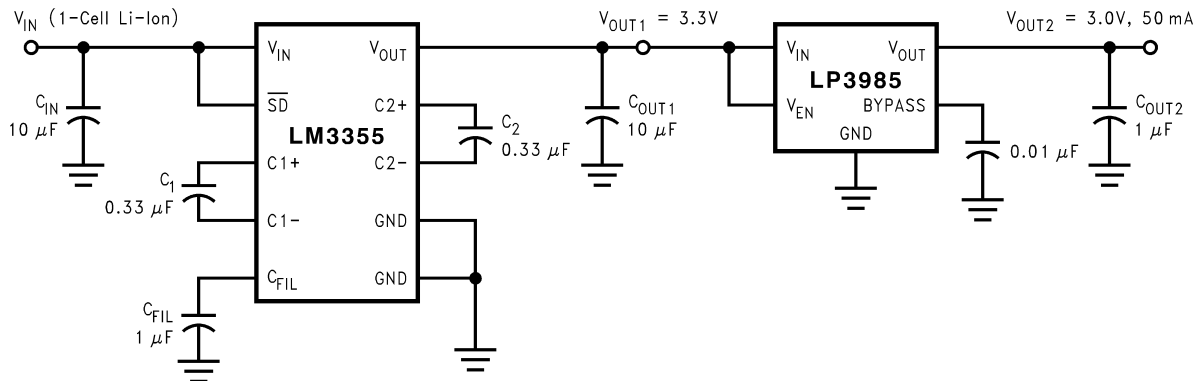 VIN (1-Cell Li-Ion)
VOUT1 = 3.3V
VOUT2 = 3.0V, 50 mA
VIN
VOUT
VIN
VOUT
LP3985
CIN
10 µF
SD
C2+
C2
0.33 µF
COUT1
10 µF
VEN
BYPASS
COUT2
1 µF
LM3355
GND
0.01 µF
C1+
C2-
C1
0.33 µF
C1-
GND
CFIL
GND
CFIL
1 µF